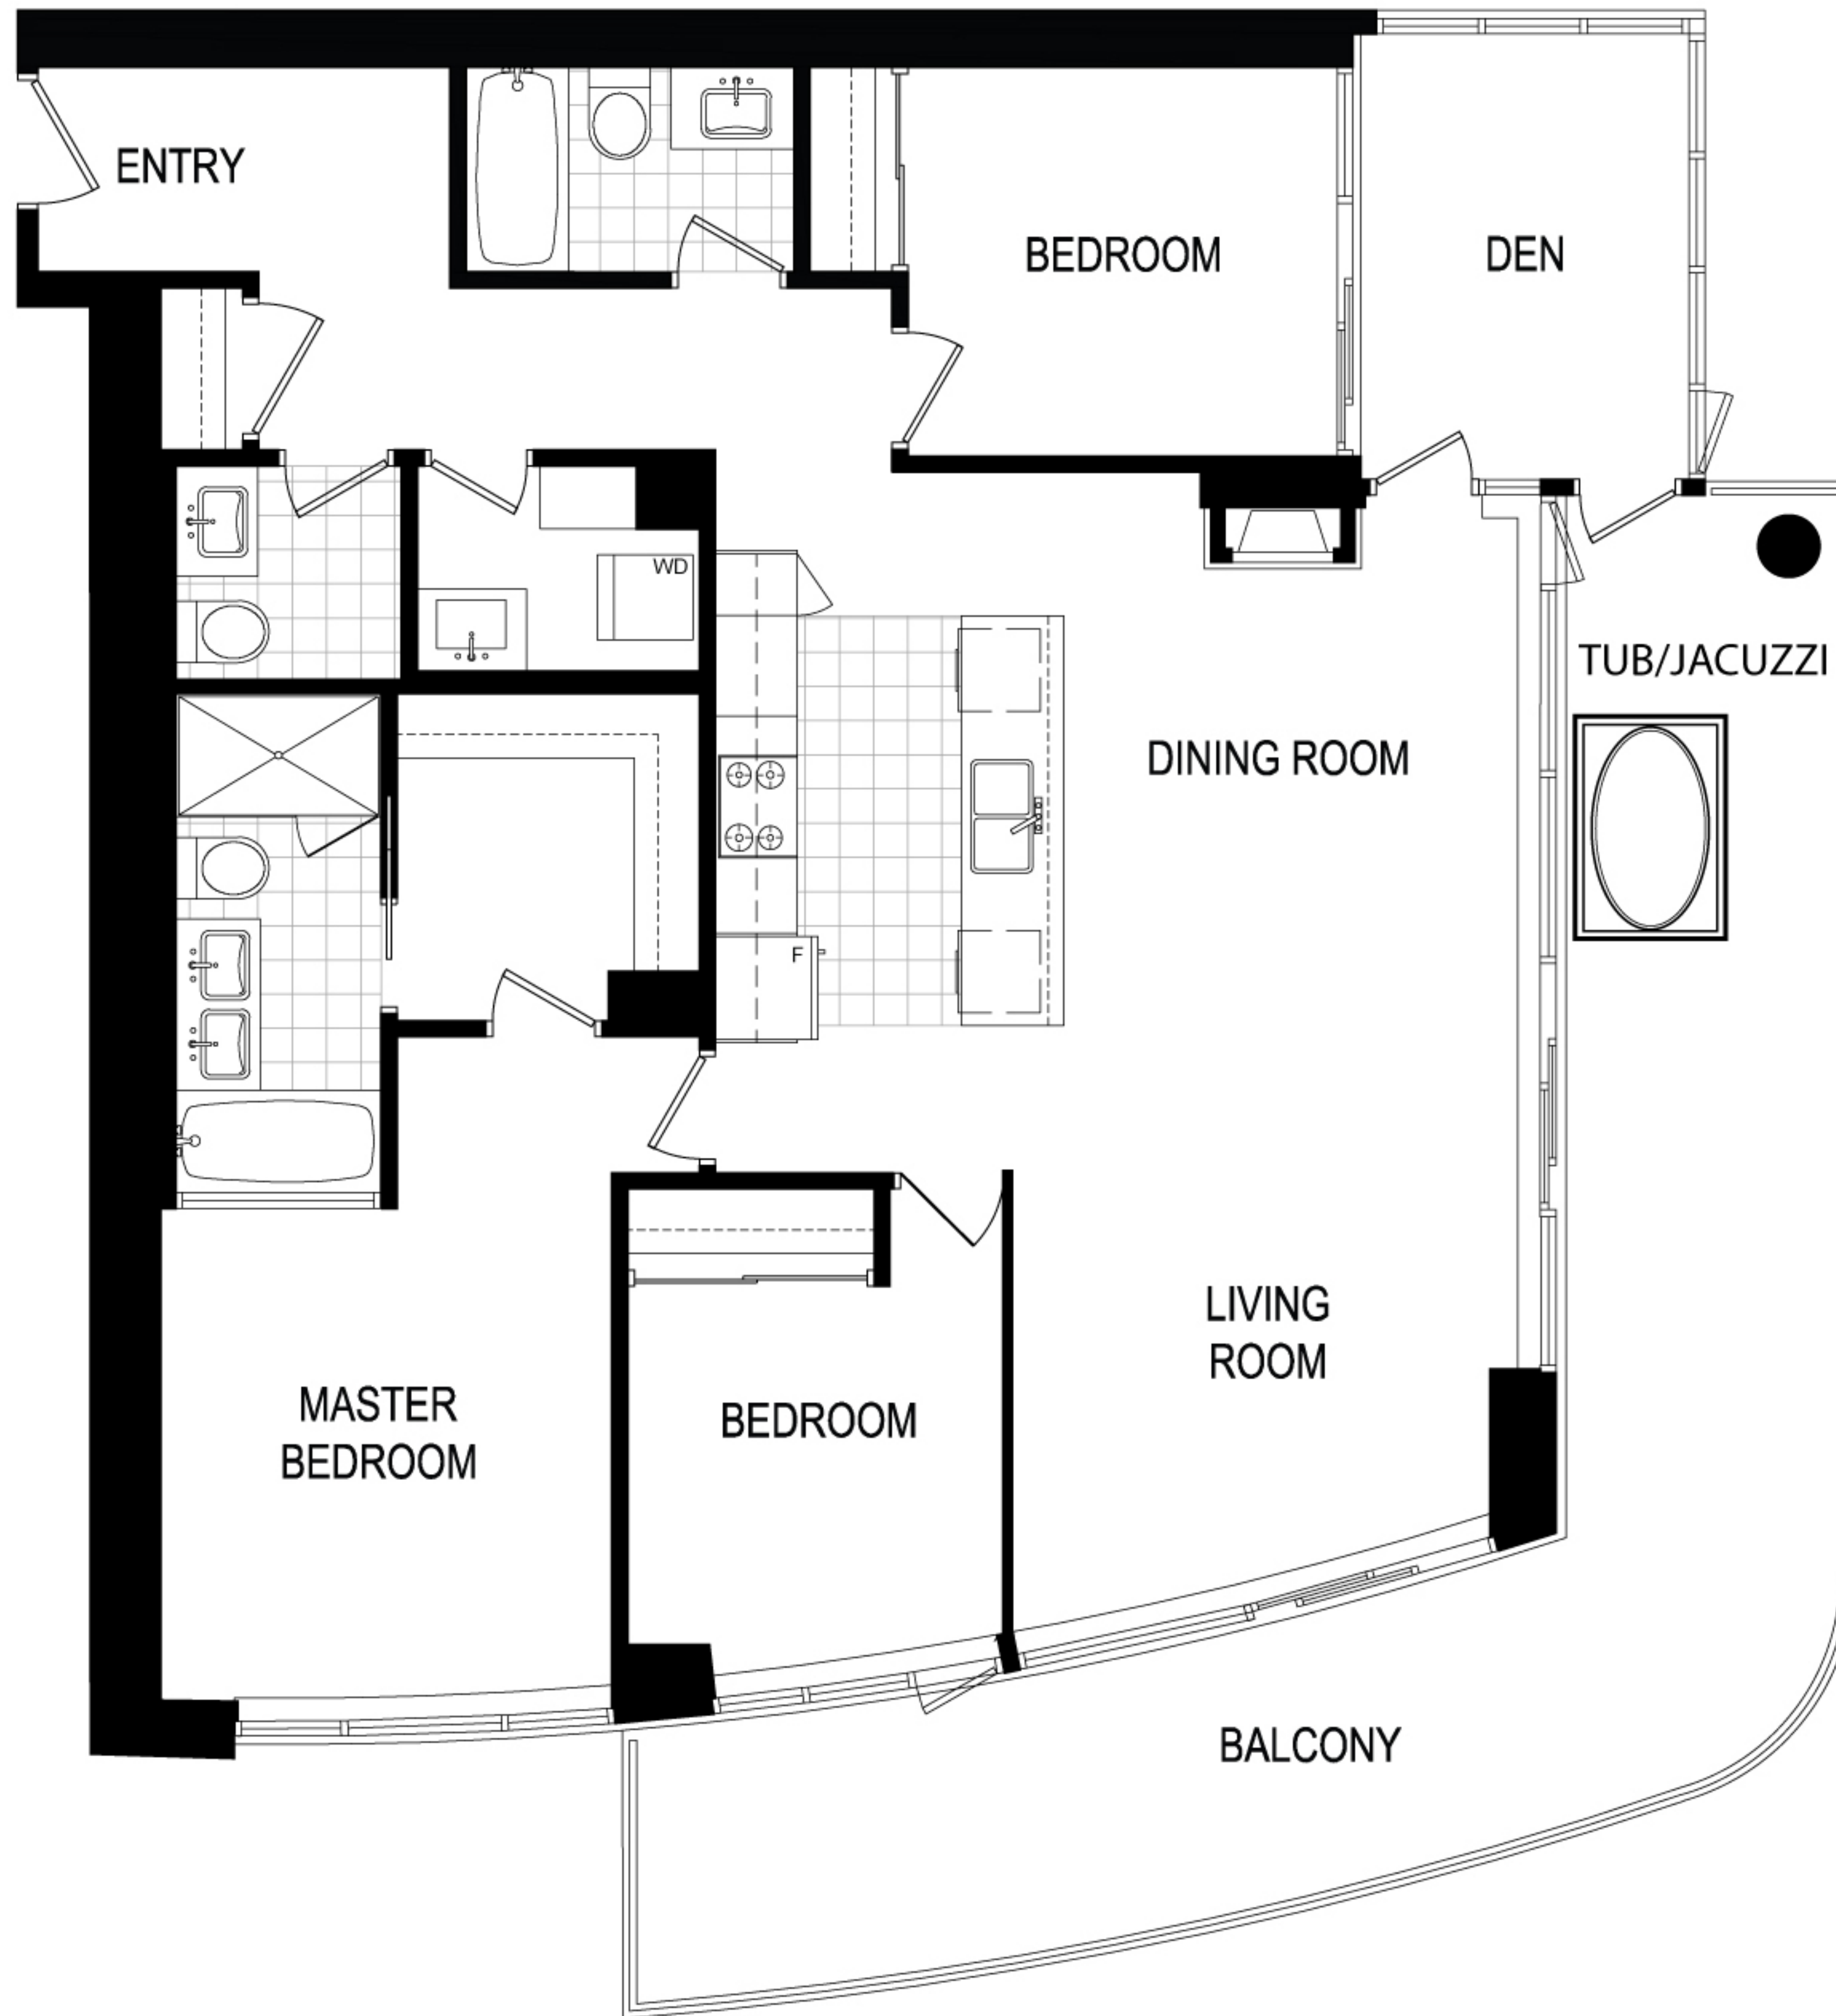 ENTRY
BEDROOM
DEN
WD
TUB/JACUZZI
DINING ROOM
F
LIVING
ROOM
MASTER
BEDROOM
BEDROOM
BALCONY